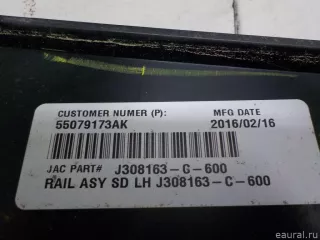 CUSTOMER NUMER (P):
MFG DATE
55079173AK
2016/02/16
JAC PART# J308163-C-600
RAIL ASY SD LH J308163-C-600
eaural.ru